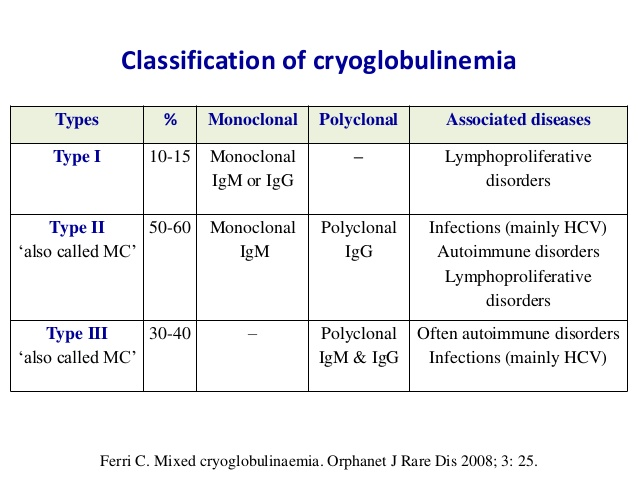 Classification of cryoglobulinemia
Types % Monoclonal Polyclonal Associated diseases
Type I 10-15 Monoclonal – Lymphoproliferative
IgM or IgG disorders
Type II 50-60 Monoclonal Polyclonal Infections (mainly HCV)
‘also called MC’ IgM IgG Autoimmune disorders
Lymphoproliferative
disorders
Type III 30-40 – Polyclonal Often autoimmune disorders
‘also called MC’ IgM & IgG Infections (mainly HCV)
Ferri C. Mixed cryoglobulinaemia. Orphanet J Rare Dis 2008; 3: 25.